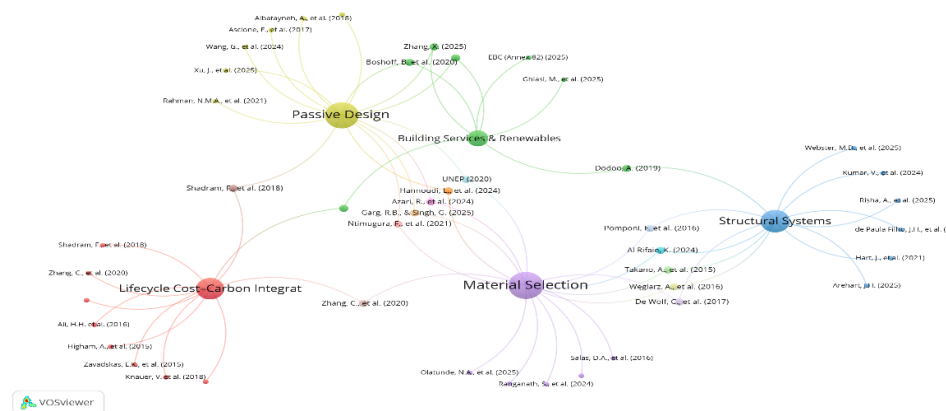 Albatayneh, A., et al. (2018)
Ascione, F., et al. (2017)
Wang, G., et al. (2024)
Zhang, X. (2025)
Boshoff, B. et al. (2020)
EBC (Annex 82) (2025)
Xu, J., et al. (2025)
Ghiasi, M., et al. (2025)
Rahman, N.M.A., et al. (2021)
Passive Design
Building Services & Renewables
Webster, M.D., et al. (2025)
Dodoo, A. (2019)
Kumar, V., et al. (2024)
UNEP (2020)
Shadram, F., et al. (2018)
Hamoudi, L., et al. (2024)
Azari, R., et al. (2024)
Risha, A., et al. (2025)
Garg, R.B., & Singh, G. (2025)
Structural Systems
Ntimugura, F., et al. (2021)
Pomponi, F., et al. (2016)
de Paula Filho, J.H., et al. (
Shadram, F., et al. (2018)
Al Rifaie, K. (2024)
Hart, J., et al. (2021)
Zhang, C., et al. (2020)
Takano, A., et al. (2015)
Lifecycle Cost–Carbon Integrat
Material Selection
Węglarz, A., et al. (2016)
Arehart, J.H. (2025)
Zhang, C., et al. (2020)
De Wolf, C., et al. (2017)
Ali, H.H. et al. (2016)
Higham, A., et al. (2015)
Salas, D.A., et al. (2016)
Zavadskas, E.K., et al. (2015)
Olatunde, N.A., et al. (2025)
Knauer, V. et al. (2018)
Ranganath, S., et al. (2024)
VOSviewer